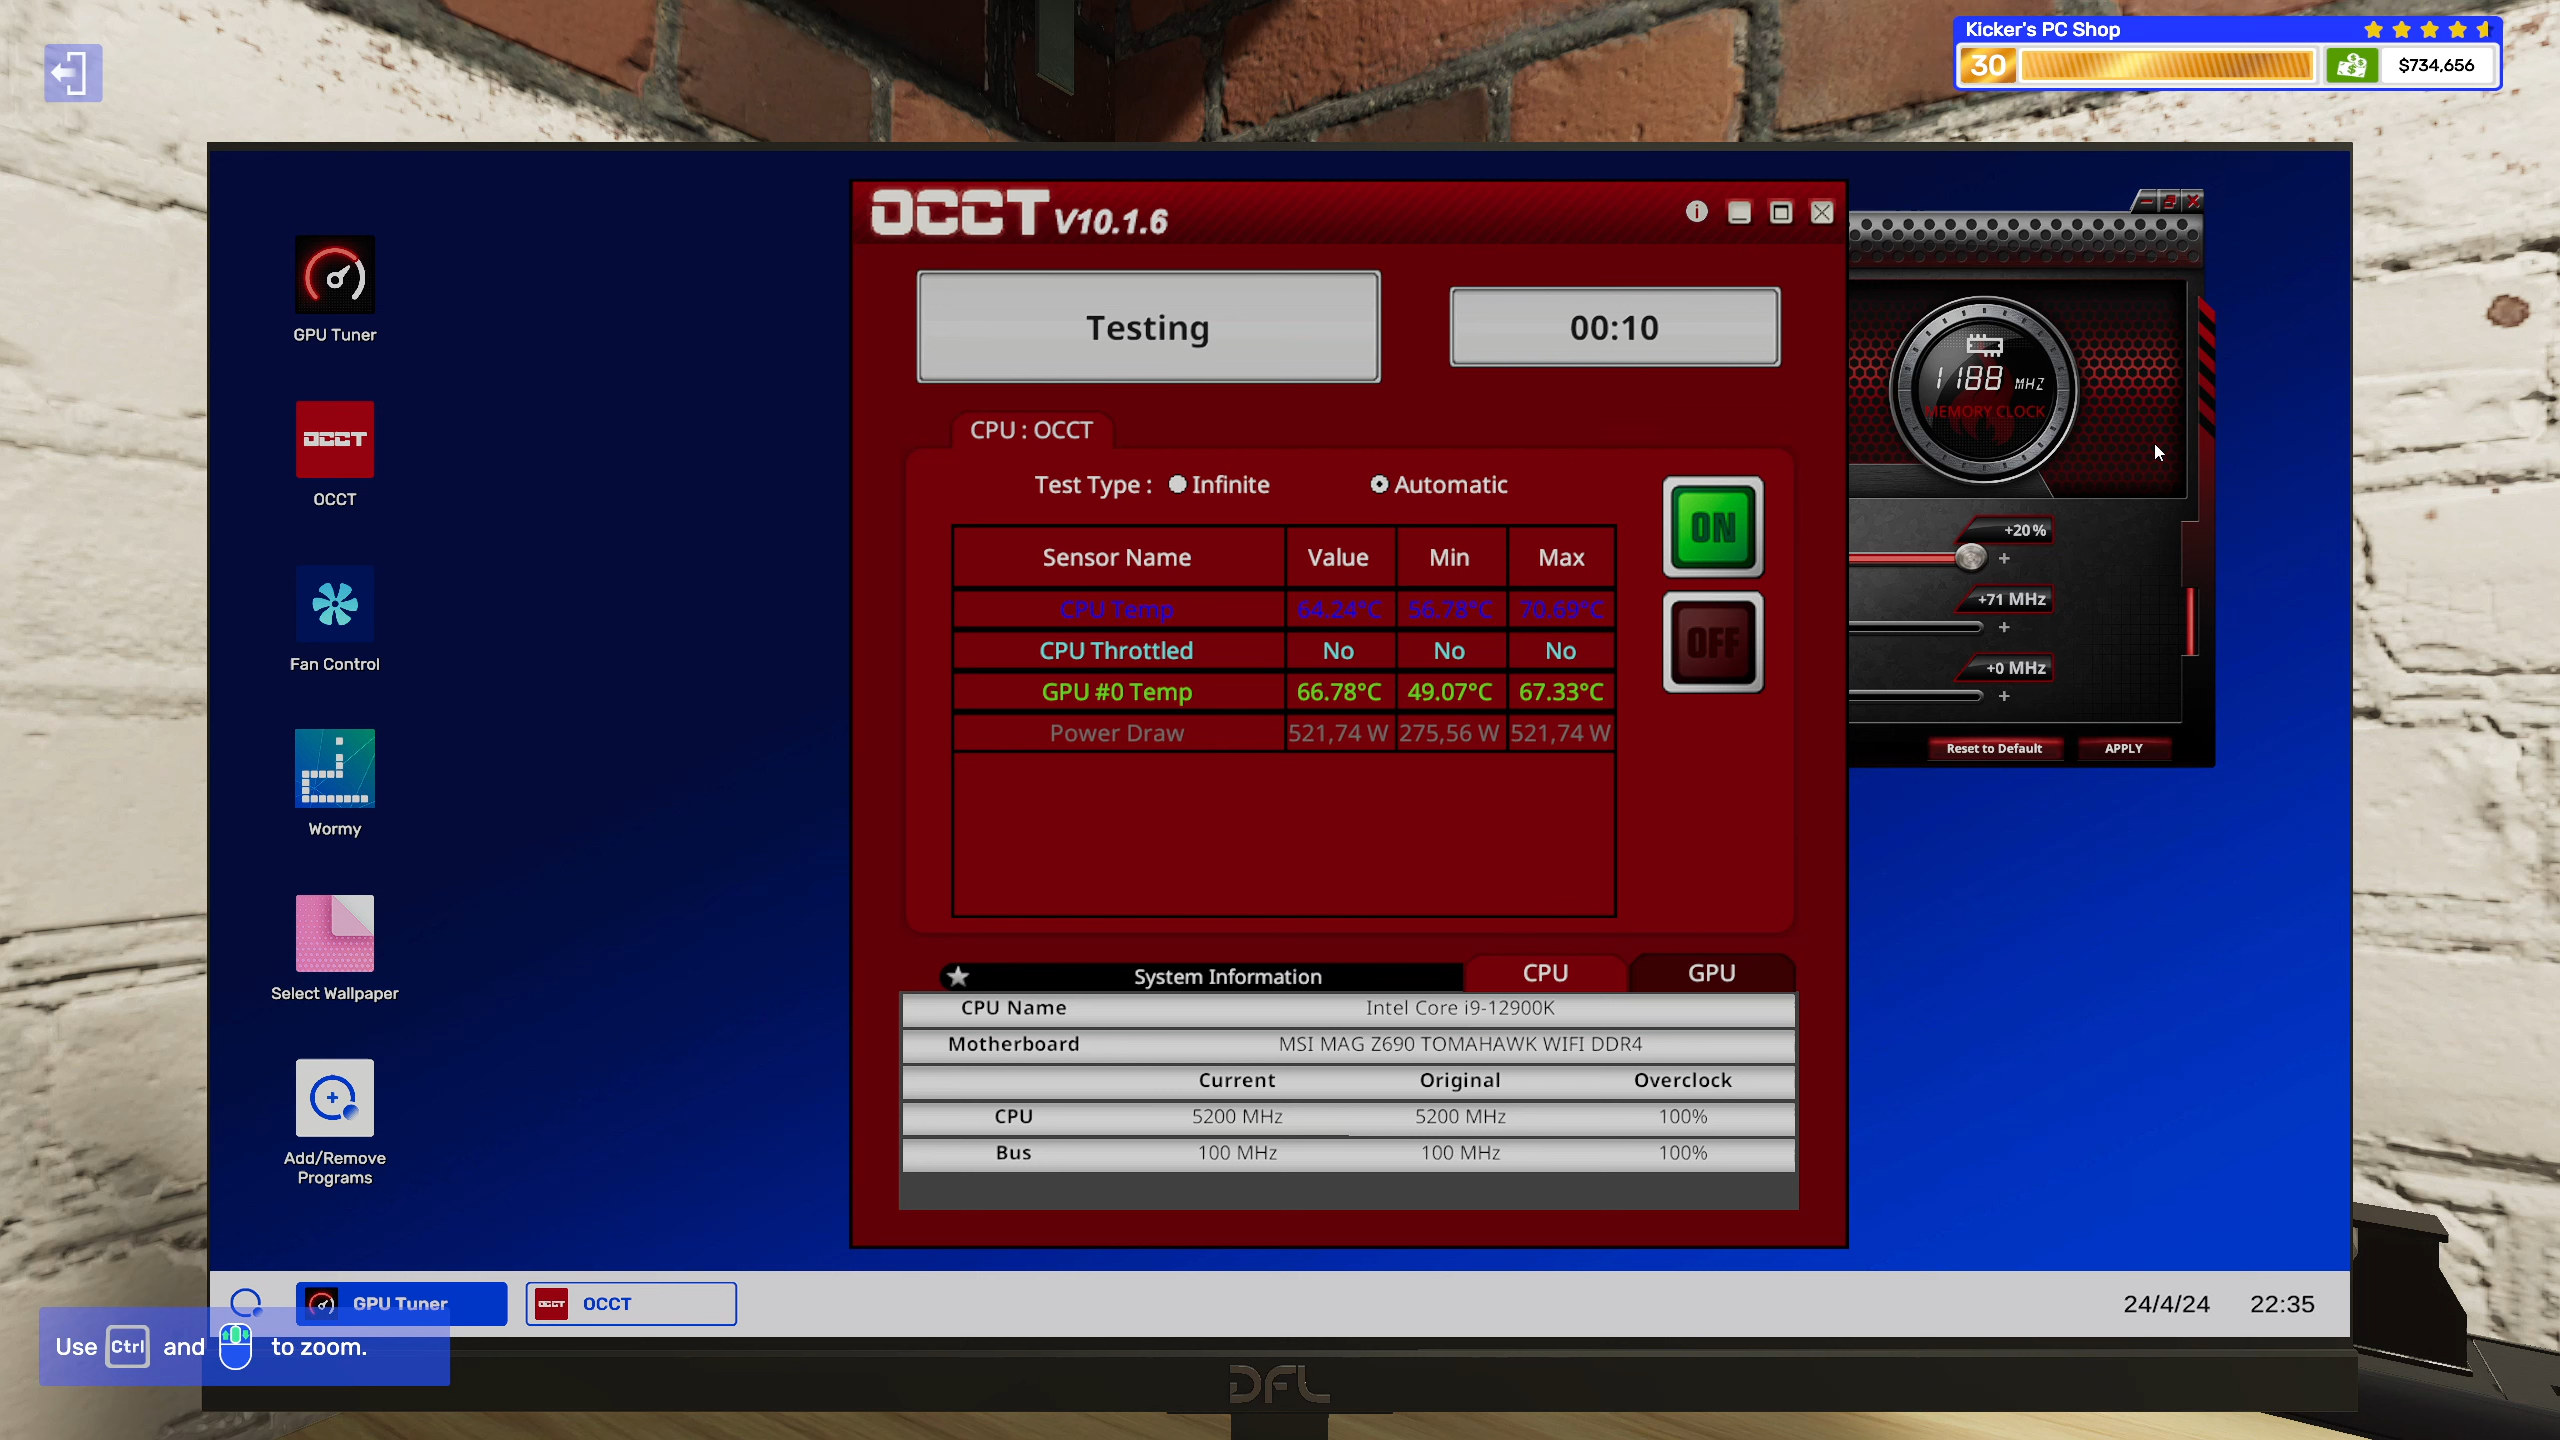 Kicker's PC Shop
30
$734,656
OCCT V10.1.6
Testing
00:10
CPU : OCCT
Test Type : Infinite Automatic
ON
OFF
Sensor Name Value Min Max
CPU Temp 64.24°C 56.78°C 70.69°C
CPU Throttled No No No
GPU #0 Temp 66.78°C 49.07°C 67.33°C
Power Draw 521,74 W 275,56 W 521,74 W
System Information CPU GPU
CPU Name Intel Core i9-12900K
Motherboard MSI MAG Z690 TOMAHAWK WIFI DDR4
Current Original Overclock
CPU 5200 MHz 5200 MHz 100%
Bus 100 MHz 100 MHz 100%
1188 MHZ
MEMORY CLOCK
+20 %
+
+71 MHz
+
+0 MHz
+
Reset to Default APPLY
GPU Tuner
OCCT
OCCT
Fan Control
Wormy
Select Wallpaper
Add/Remove
Programs
GPU Tuner
OCCT OCCT
24/4/24 22:35
Use Ctrl and to zoom.
DFL